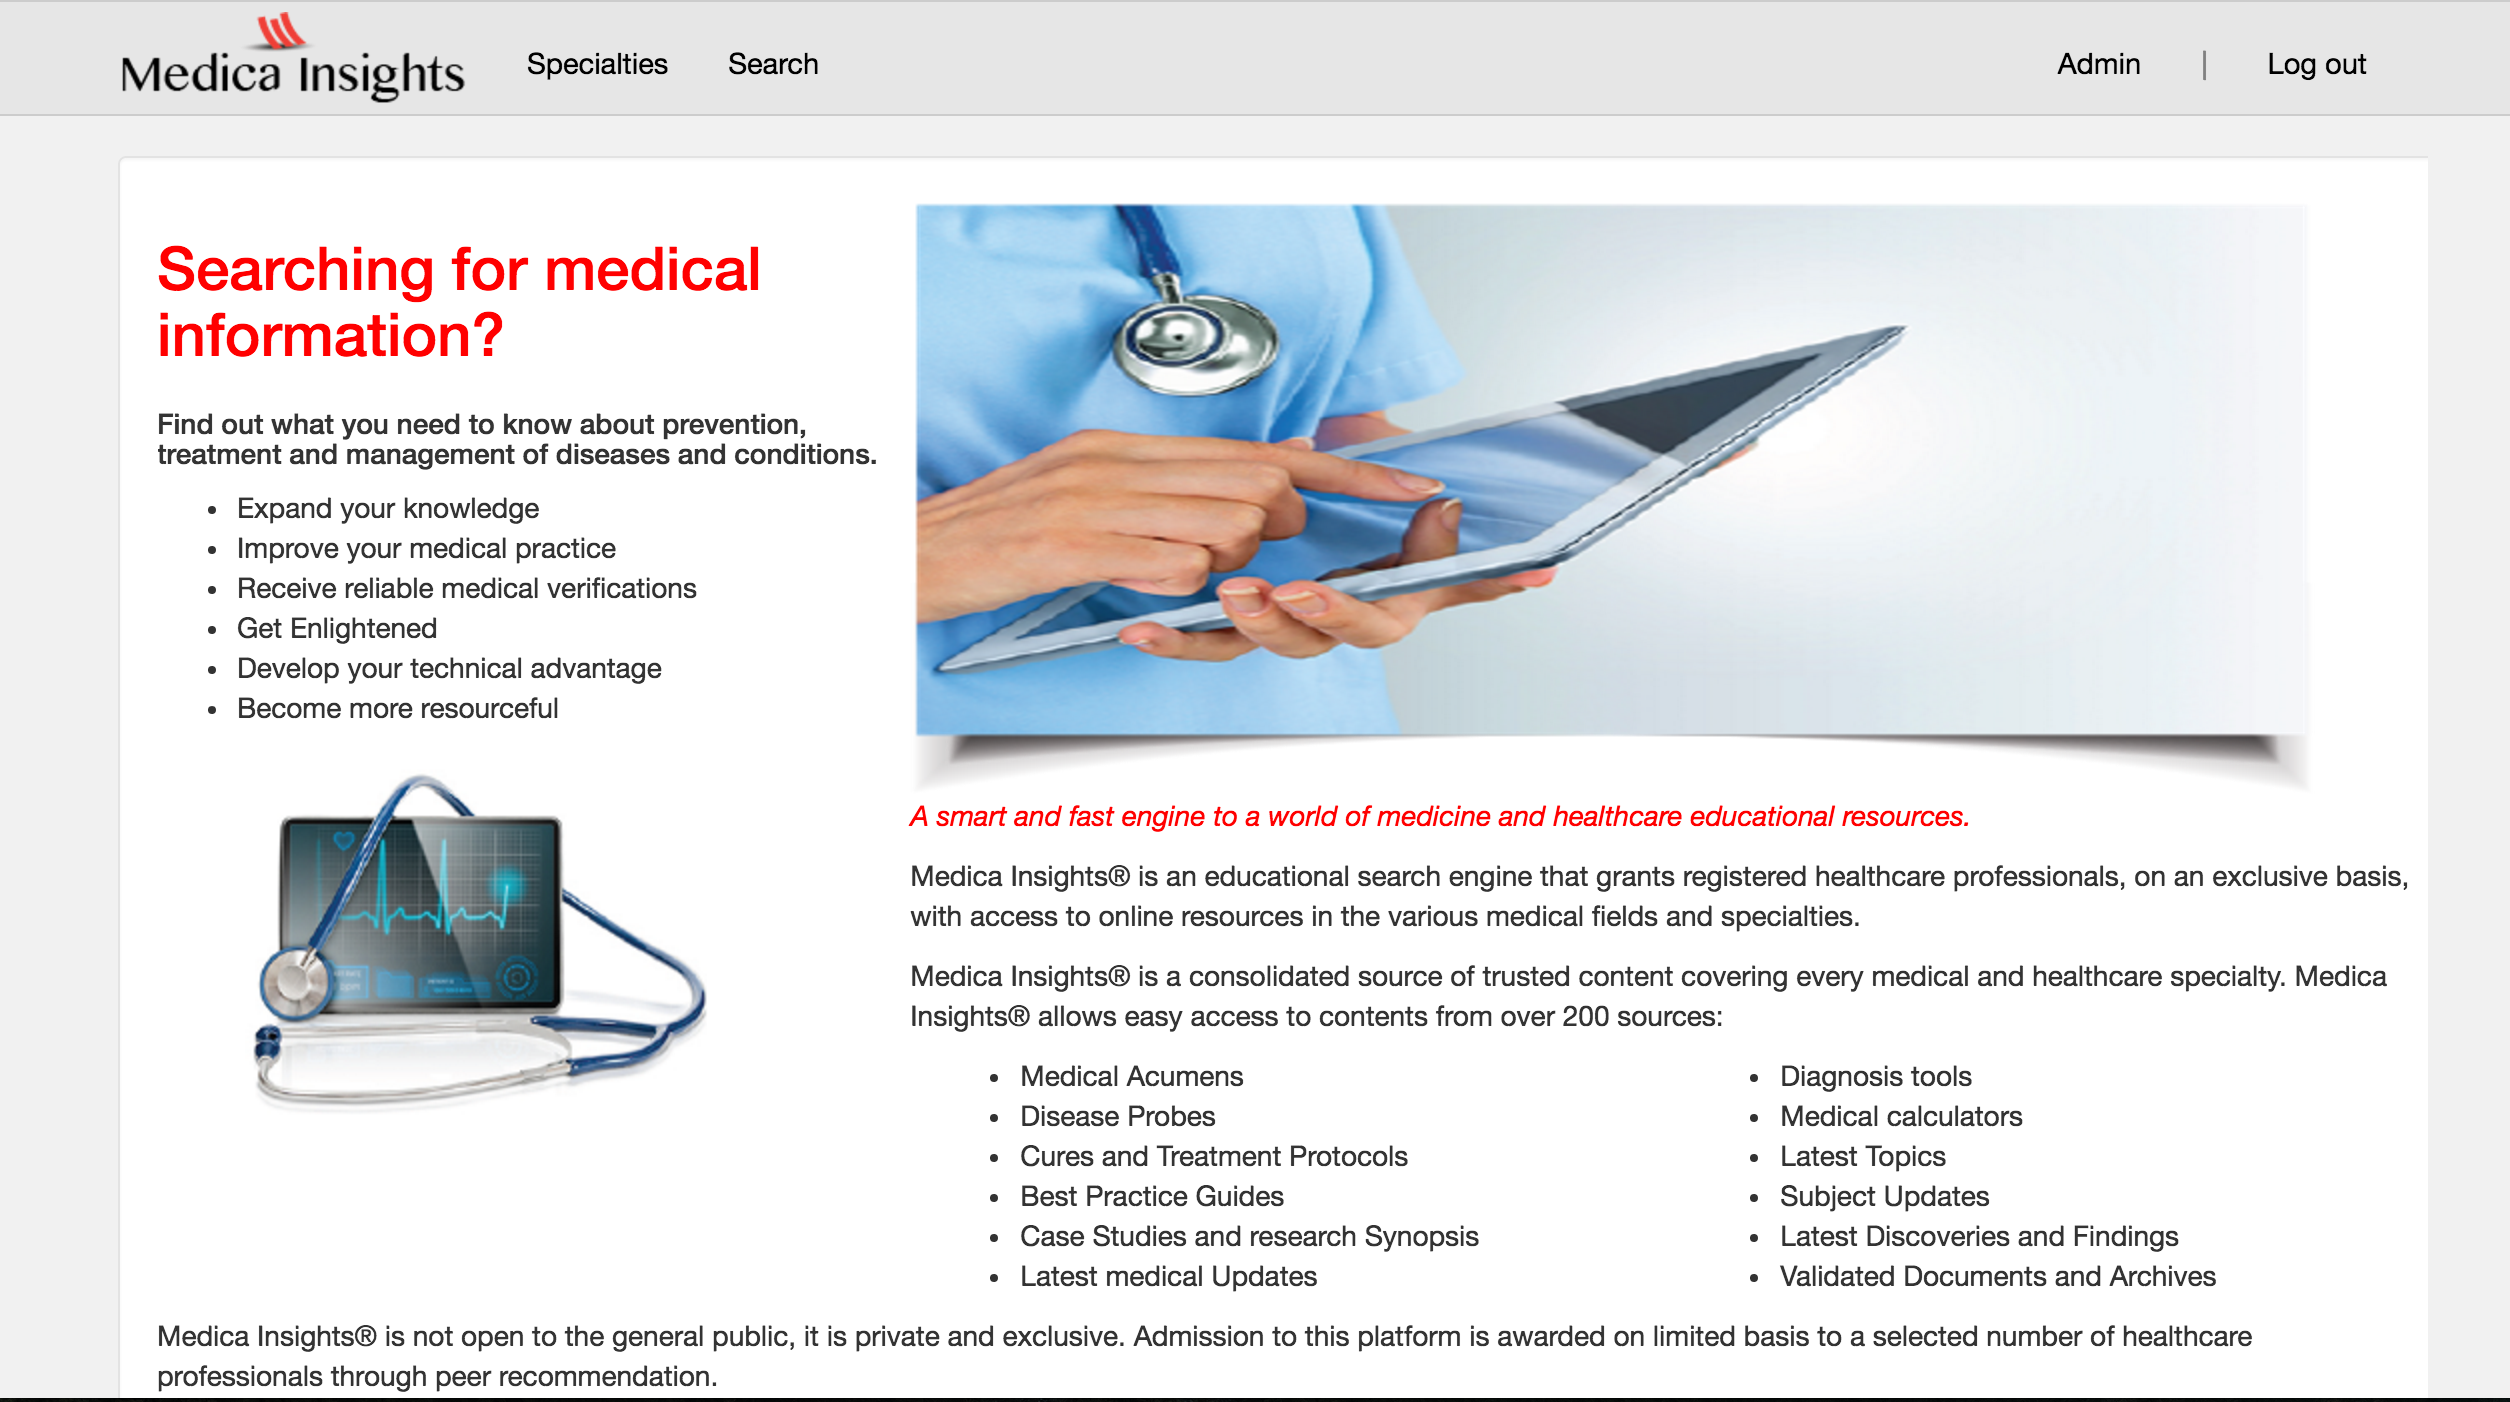 Medica Insights
Specialties
Search
Admin
|
Log out
Searching for medical
information?
Find out what you need to know about prevention,
treatment and management of diseases and conditions.
• Expand your knowledge
• Improve your medical practice
• Receive reliable medical verifications
• Get Enlightened
• Develop your technical advantage
• Become more resourceful
A smart and fast engine to a world of medicine and healthcare educational resources.
Medica Insights® is an educational search engine that grants registered healthcare professionals, on an exclusive basis,
with access to online resources in the various medical fields and specialties.
Medica Insights® is a consolidated source of trusted content covering every medical and healthcare specialty. Medica
Insights® allows easy access to contents from over 200 sources:
• Medical Acumens
• Disease Probes
• Cures and Treatment Protocols
• Best Practice Guides
• Case Studies and research Synopsis
• Latest medical Updates
• Diagnosis tools
• Medical calculators
• Latest Topics
• Subject Updates
• Latest Discoveries and Findings
• Validated Documents and Archives
Medica Insights® is not open to the general public, it is private and exclusive. Admission to this platform is awarded on limited basis to a selected number of healthcare
professionals through peer recommendation.